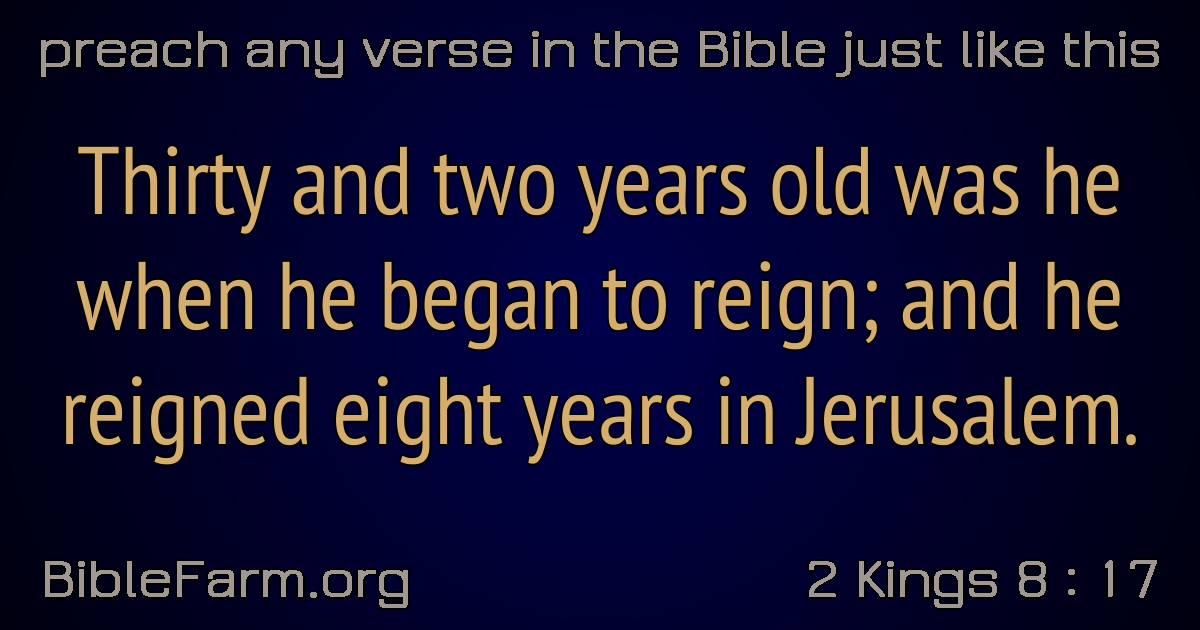 preach any verse in the Bible just like this
Thirty and two years old was he
when he began to reign; and he
reigned eight years in Jerusalem.
BibleFarm.org
2 Kings 8 : 17